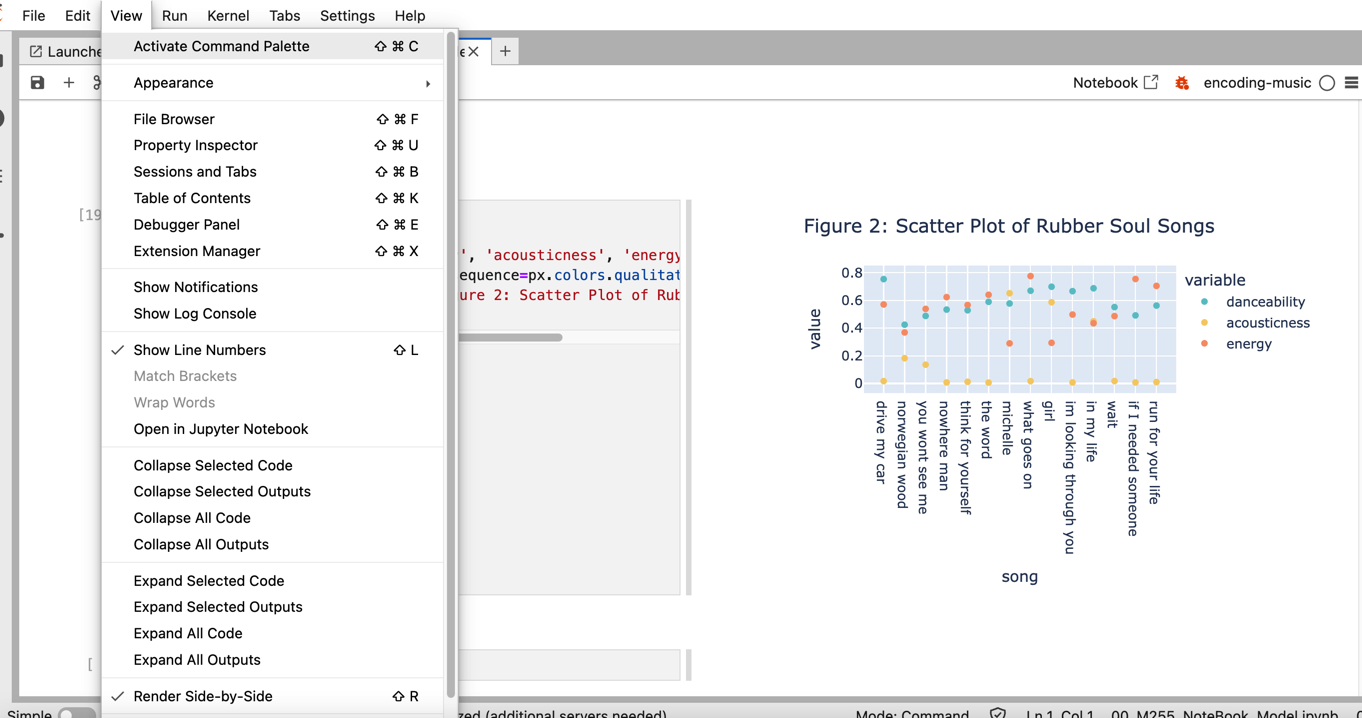 File Edit View Run Kernel Tabs Settings Help
Launche
Activate Command Palette ⇧ ⌘ C
Notebook encoding-music
Appearance
File Browser ⇧ ⌘ F
Property Inspector ⇧ ⌘ U
Sessions and Tabs ⇧ ⌘ B
Table of Contents ⇧ ⌘ K
Debugger Panel ⇧ ⌘ E
Extension Manager ⇧ ⌘ X
Show Notifications
Show Log Console
Show Line Numbers ⇧ L
Match Brackets
Wrap Words
Open in Jupyter Notebook
Collapse Selected Code
Collapse Selected Outputs
Collapse All Code
Collapse All Outputs
Expand Selected Code
Expand Selected Outputs
Expand All Code
Expand All Outputs
Render Side-by-Side ⇧ R
[19
', 'acousticness', 'energy
equence=px.colors.qualitat
ure 2: Scatter Plot of Rub
[
Figure 2: Scatter Plot of Rubber Soul Songs
value
0.8
0.6
0.4
0.2
0
drive my car
norwegian wood
you wont see me
nowhere man
think for yourself
the word
michelle
what goes on
girl
im looking through you
in my life
wait
if I needed someone
run for your life
song
variable
danceability
acousticness
energy
Simple
zed (additional servers needed)
Mode: Command
Ln 1, Col 1
00_M255_NoteBook_Model.ipynb